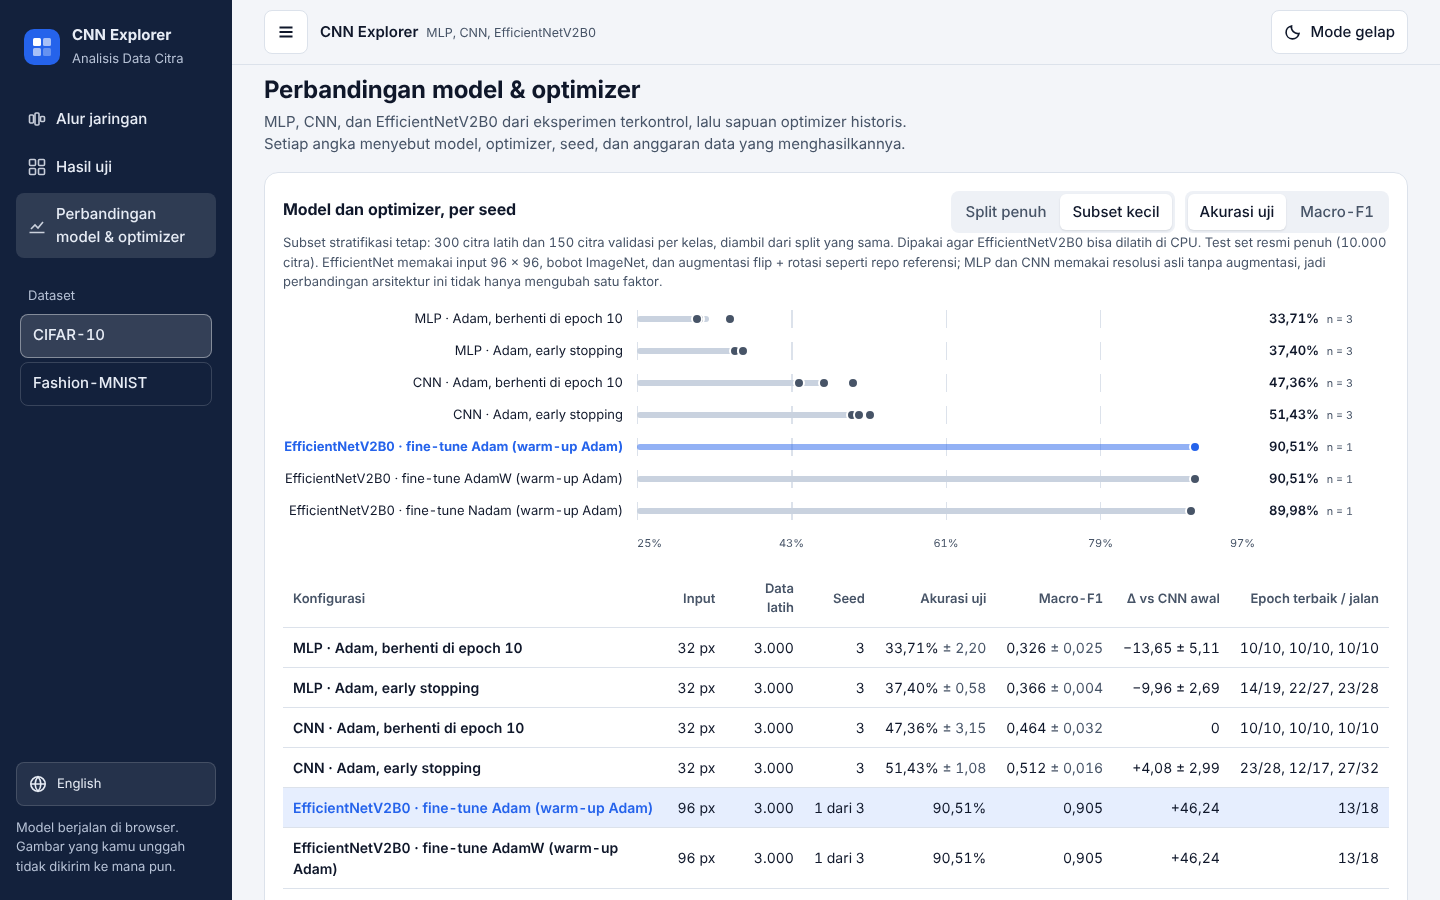 CNN Explorer
Analisis Data Citra
Alur jaringan
Hasil uji
Perbandingan
model & optimizer
Dataset
CIFAR-10
Fashion-MNIST
English
Model berjalan di browser.
Gambar yang kamu unggah
tidak dikirim ke mana pun.
CNN Explorer MLP, CNN, EfficientNetV2B0
Mode gelap
Perbandingan model & optimizer
MLP, CNN, dan EfficientNetV2B0 dari eksperimen terkontrol, lalu sapuan optimizer historis.
Setiap angka menyebut model, optimizer, seed, dan anggaran data yang menghasilkannya.
Model dan optimizer, per seed
Split penuh Subset kecil Akurasi uji Macro-F1
Subset stratifikasi tetap: 300 citra latih dan 150 citra validasi per kelas, diambil dari split yang sama. Dipakai agar EfficientNetV2B0 bisa dilatih di CPU. Test set resmi penuh (10.000
citra). EfficientNet memakai input 96 × 96, bobot ImageNet, dan augmentasi flip + rotasi seperti repo referensi; MLP dan CNN memakai resolusi asli tanpa augmentasi, jadi
perbandingan arsitektur ini tidak hanya mengubah satu faktor.
MLP · Adam, berhenti di epoch 10 33,71% n = 3
MLP · Adam, early stopping 37,40% n = 3
CNN · Adam, berhenti di epoch 10 47,36% n = 3
CNN · Adam, early stopping 51,43% n = 3
EfficientNetV2B0 · fine-tune Adam (warm-up Adam) 90,51% n = 1
EfficientNetV2B0 · fine-tune AdamW (warm-up Adam) 90,51% n = 1
EfficientNetV2B0 · fine-tune Nadam (warm-up Adam) 89,98% n = 1
25% 43% 61% 79% 97%
Konfigurasi Input Data latih Seed Akurasi uji Macro-F1 Δ vs CNN awal Epoch terbaik / jalan
MLP · Adam, berhenti di epoch 10 32 px 3.000 3 33,71% ± 2,20 0,326 ± 0,025 −13,65 ± 5,11 10/10, 10/10, 10/10
MLP · Adam, early stopping 32 px 3.000 3 37,40% ± 0,58 0,366 ± 0,004 −9,96 ± 2,69 14/19, 22/27, 23/28
CNN · Adam, berhenti di epoch 10 32 px 3.000 3 47,36% ± 3,15 0,464 ± 0,032 0 10/10, 10/10, 10/10
CNN · Adam, early stopping 32 px 3.000 3 51,43% ± 1,08 0,512 ± 0,016 +4,08 ± 2,99 23/28, 12/17, 27/32
EfficientNetV2B0 · fine-tune Adam (warm-up Adam) 96 px 3.000 1 dari 3 90,51% 0,905 +46,24 13/18
EfficientNetV2B0 · fine-tune AdamW (warm-up
Adam) 96 px 3.000 1 dari 3 90,51% 0,905 +46,24 13/18